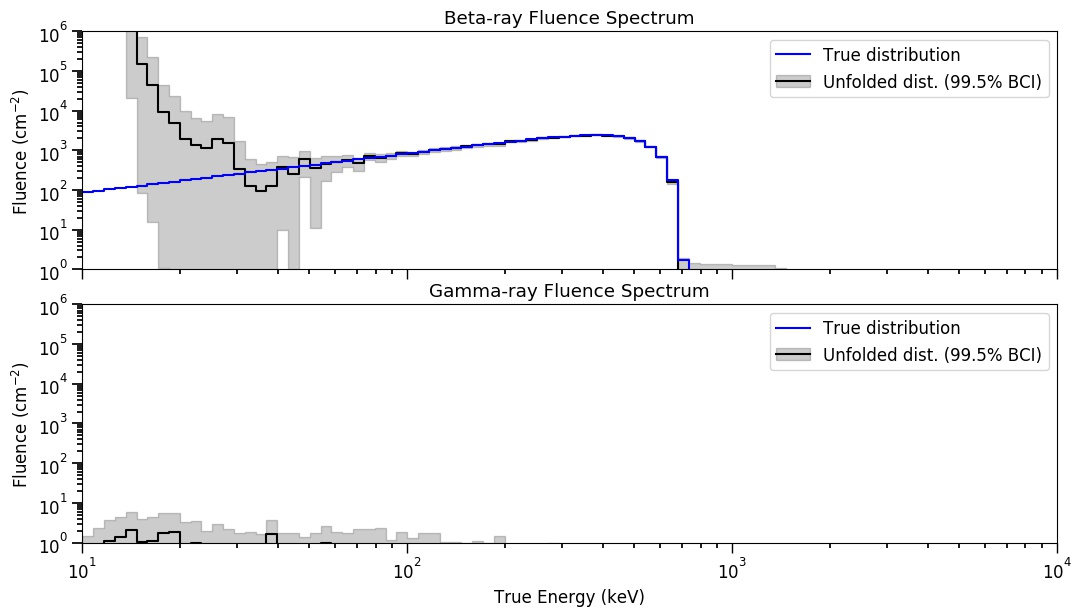 Beta-ray Fluence Spectrum
10⁶
10⁵
10⁴
10³
10²
10¹
10⁰
Fluence (cm⁻²)
True distribution
Unfolded dist. (99.5% BCI)
Gamma-ray Fluence Spectrum
10⁶
10⁵
10⁴
10³
10²
10¹
10⁰
Fluence (cm⁻²)
True distribution
Unfolded dist. (99.5% BCI)
10¹ 10² 10³ 10⁴
True Energy (keV)